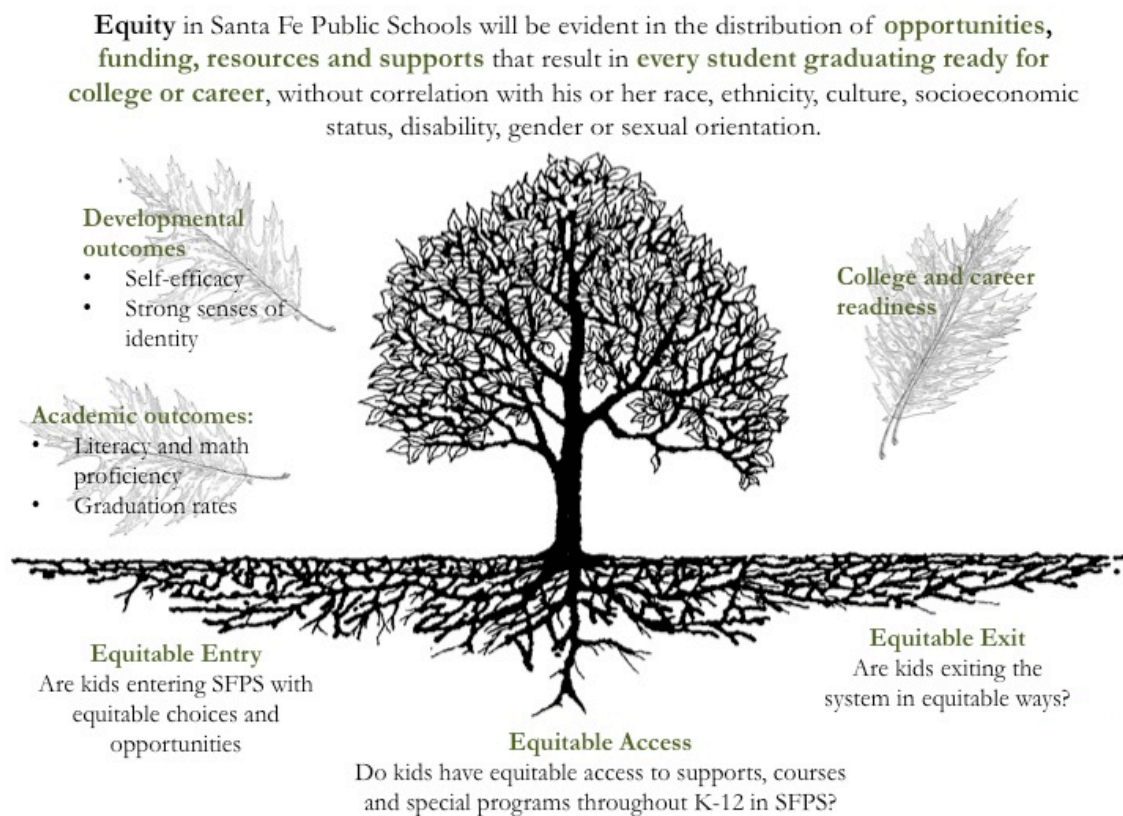 Equity in Santa Fe Public Schools will be evident in the distribution of opportunities,
funding, resources and supports that result in every student graduating ready for
college or career, without correlation with his or her race, ethnicity, culture, socioeconomic
status, disability, gender or sexual orientation.
Developmental
outcomes
• Self-efficacy
• Strong senses of
identity
College and career
readiness
Academic outcomes:
• Literacy and math
proficiency
• Graduation rates
Equitable Entry
Are kids entering SFPS with
equitable choices and
opportunities
Equitable Access
Do kids have equitable access to supports, courses
and special programs throughout K-12 in SFPS?
Equitable Exit
Are kids exiting the
system in equitable ways?